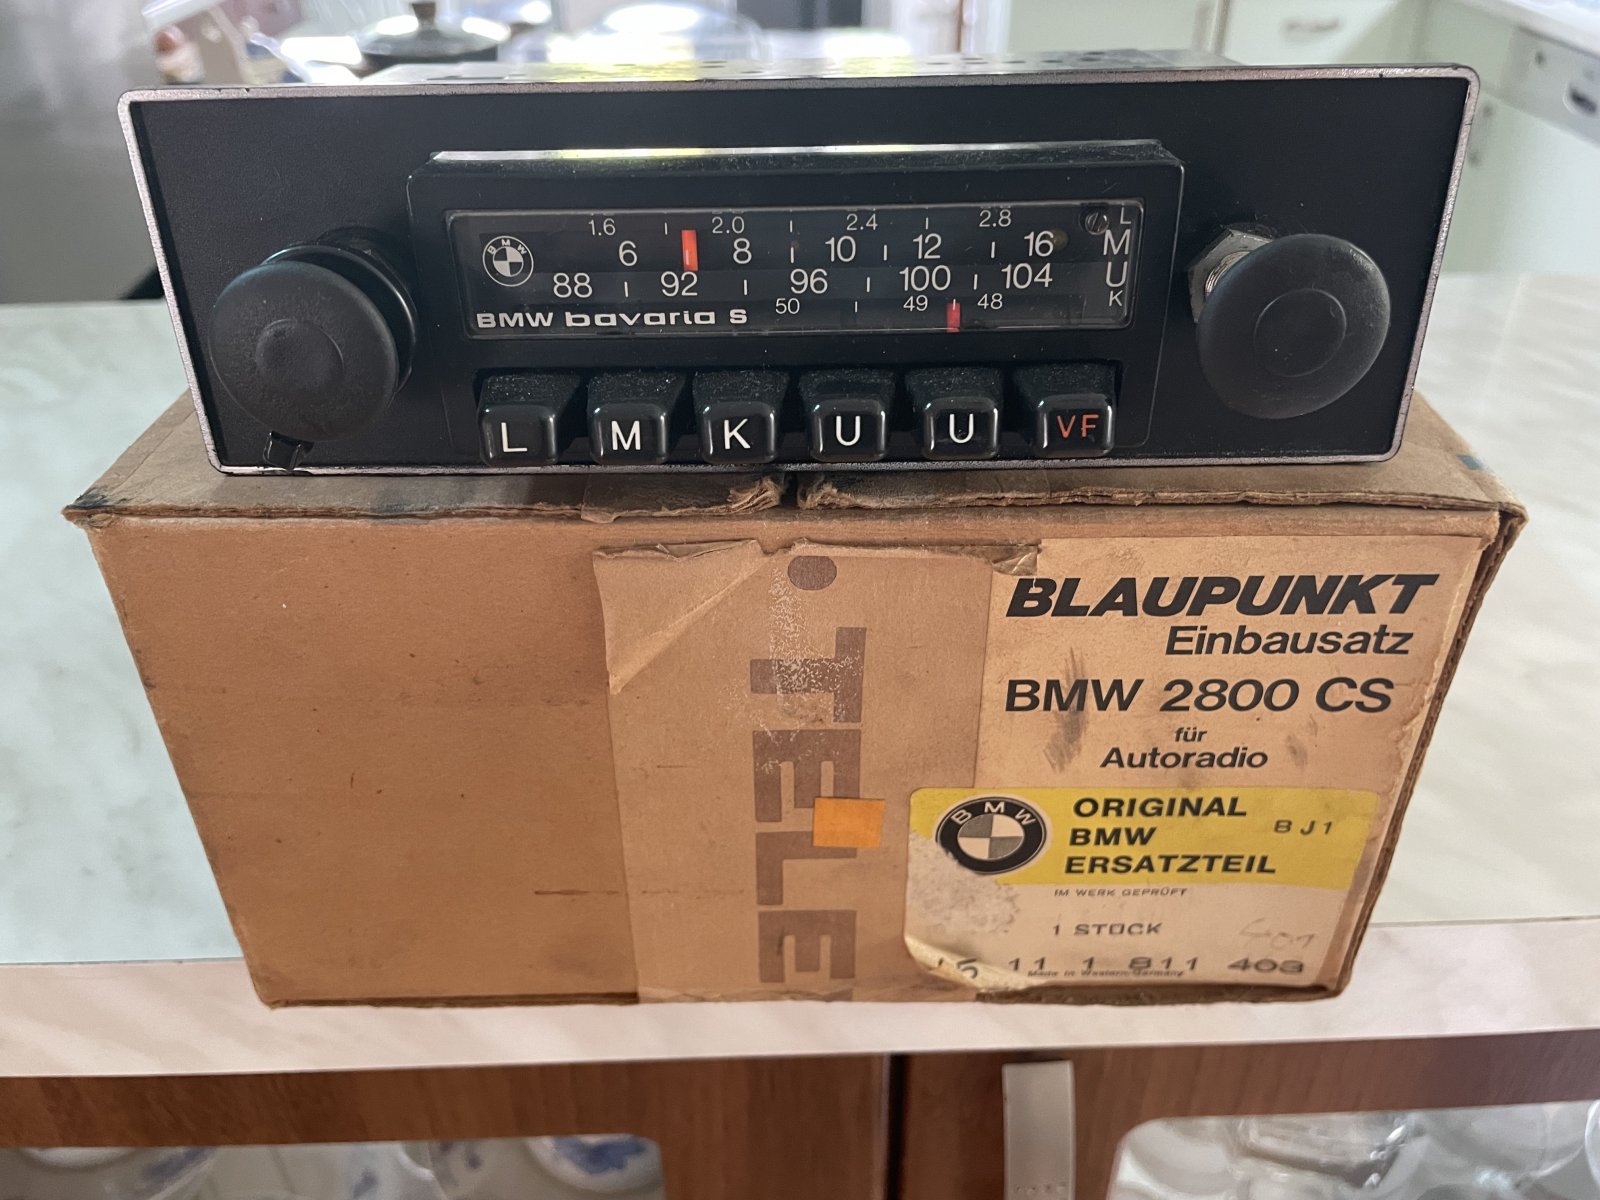 1.6 2.0 2.4 2.8 L
BMW 6 8 10 12 16 M
88 92 96 100 104 U
50 49 48 K
BMW bavaria S
L M K U U VF
BLAUPUNKT
Einbausatz
BMW 2800 CS
für
Autoradio
TELE
BMW
ORIGINAL
BMW
ERSATZTEIL
BJ1
IM WERK GEPRÜFT
1 STÜCK
11 1 811 403
Made in Western Germany